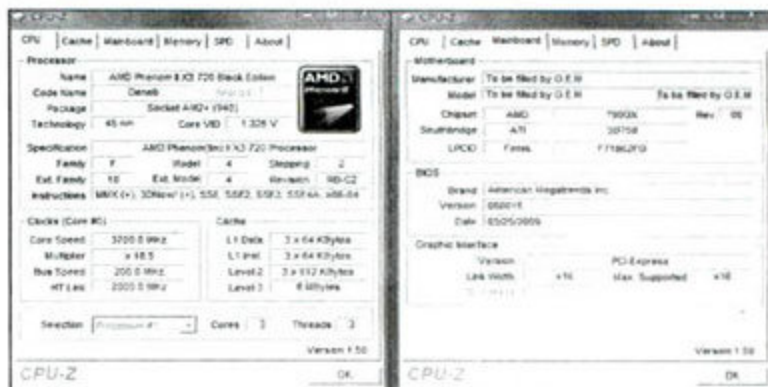 CPU-Z
CPU Cache Mainboard Memory SPD About
Processor
Name AMD Phenom II X3 720 Black Edition
Code Name Deneb
Package Socket AM2+ (940)
Technology 45 nm Core VID 1.328 V
AMD
Phenom II
Specification AMD Phenom(tm) II X3 720 Processor
Family F Model 4 Stepping 2
Ext. Family 10 Ext. Model 4 Revision RB-C2
Instructions MMX (+), 3DNow! (+), SSE, SSE2, SSE3, SSE4A, x86-64
Clocks (Core #0)
Core Speed 3700.0 MHz
Multiplier x 18.5
Bus Speed 200.0 MHz
HT Link 2000.0 MHz
Cache
L1 Data 3 x 64 KBytes
L1 Inst. 3 x 64 KBytes
Level 2 3 x 512 KBytes
Level 3 6 MBytes
Selection Processor #1 Cores 3 Threads 3
Version 1.50
CPU-Z OK
CPU-Z
CPU Cache Mainboard Memory SPD About
Motherboard
Manufacturer To be filled by O.E.M
Model To be filled by O.E.M To be filled by O.E.M
Chipset AMD 790GX Rev. 00
Southbridge ATI SB750
LPCIO Fintek
BIOS
Brand American Megatrends Inc.
Version
Date
Graphic Interface
Version PCI-Express
Link Width x16 Max. Supported x16
Version 1.50
CPU-Z OK